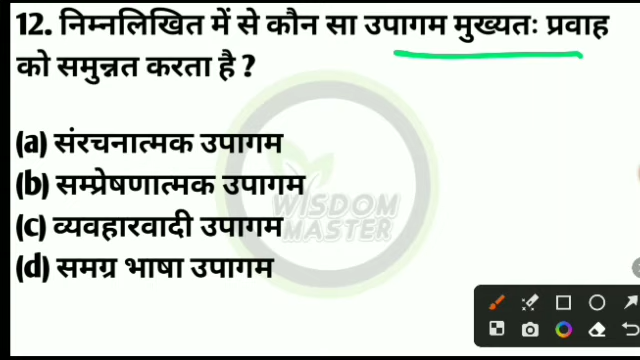 12. निम्नलिखित में से कौन सा उपागम मुख्यतः प्रवाह
को समुन्नत करता है ?
(a) संरचनात्मक उपागम
(b) सम्प्रेषणात्मक उपागम
(c) व्यवहारवादी उपागम
(d) समग्र भाषा उपागम
WISDOM
MASTER